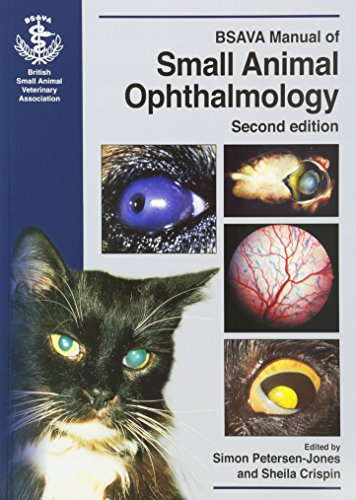 BSAVA
British
Small Animal
Veterinary
Association
BSAVA Manual of
Small Animal
Ophthalmology
Second edition
Edited by
Simon Petersen-Jones
and Sheila Crispin